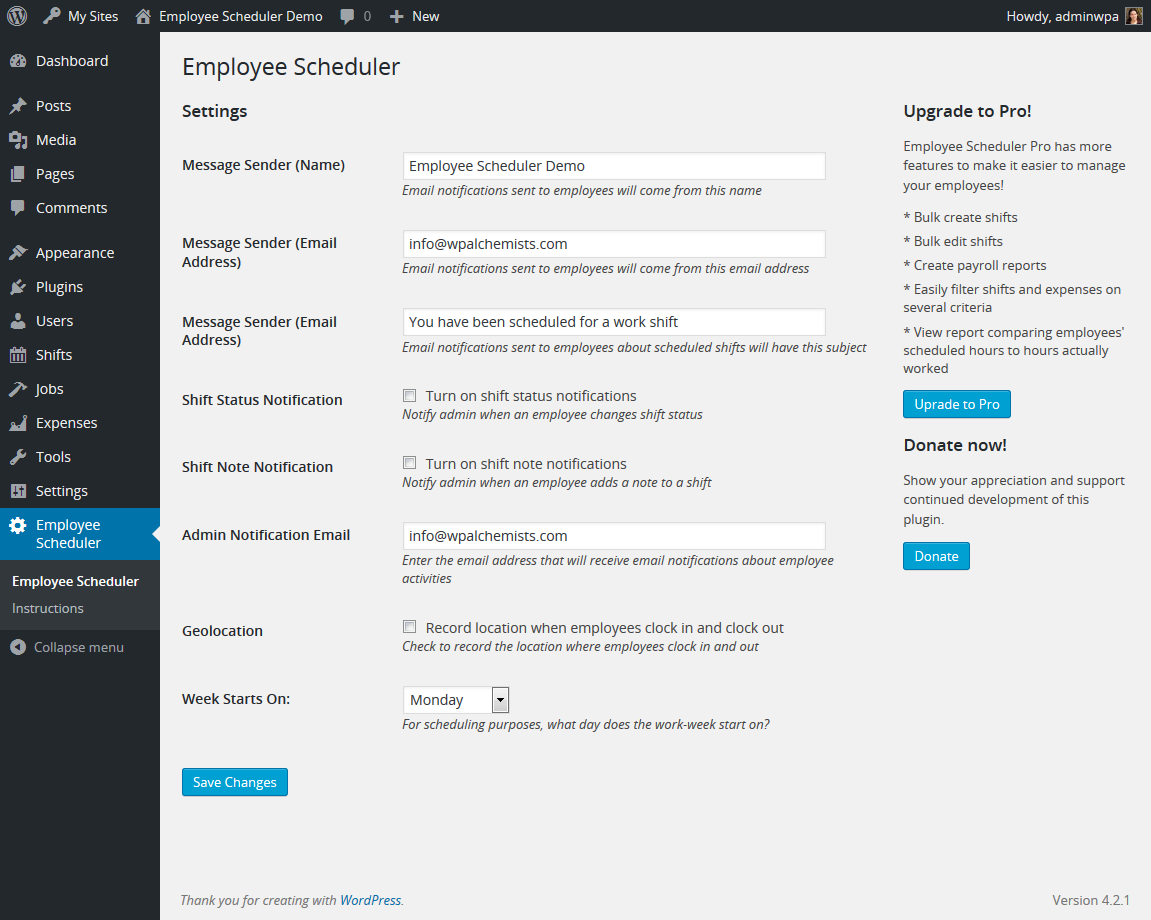 My Sites
Employee Scheduler Demo
0
New
Howdy, adminwpa
Dashboard
Posts
Media
Pages
Comments
Appearance
Plugins
Users
Shifts
Jobs
Expenses
Tools
Settings
Employee
Scheduler
Employee Scheduler
Instructions
Collapse menu
Employee Scheduler
Settings
Message Sender (Name)
Employee Scheduler Demo
Email notifications sent to employees will come from this name
Message Sender (Email
Address)
info@wpalchemists.com
Email notifications sent to employees will come from this email address
Message Sender (Email
Address)
You have been scheduled for a work shift
Email notifications sent to employees about scheduled shifts will have this subject
Shift Status Notification
Turn on shift status notifications
Notify admin when an employee changes shift status
Shift Note Notification
Turn on shift note notifications
Notify admin when an employee adds a note to a shift
Admin Notification Email
info@wpalchemists.com
Enter the email address that will receive email notifications about employee
activities
Geolocation
Record location when employees clock in and clock out
Check to record the location where employees clock in and out
Week Starts On:
Monday
For scheduling purposes, what day does the work-week start on?
Save Changes
Upgrade to Pro!
Employee Scheduler Pro has more
features to make it easier to manage
your employees!
* Bulk create shifts
* Bulk edit shifts
* Create payroll reports
* Easily filter shifts and expenses on
several criteria
* View report comparing employees'
scheduled hours to hours actually
worked
Uprade to Pro
Donate now!
Show your appreciation and support
continued development of this
plugin.
Donate
Thank you for creating with WordPress.
Version 4.2.1